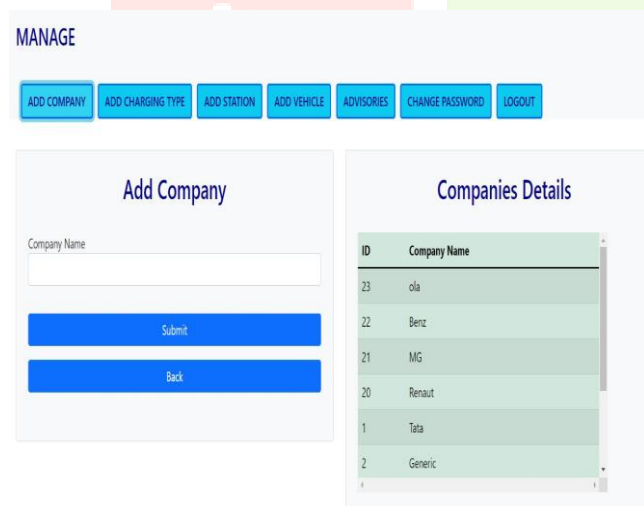 MANAGE
ADD COMPANY ADD CHARGING TYPE ADD STATION ADD VEHICLE ADVISORIES CHANGE PASSWORD LOGOUT
Add Company
Company Name
Submit
Back
Companies Details
ID Company Name
23 ola
22 Benz
21 MG
20 Renaut
1 Tata
2 Generic